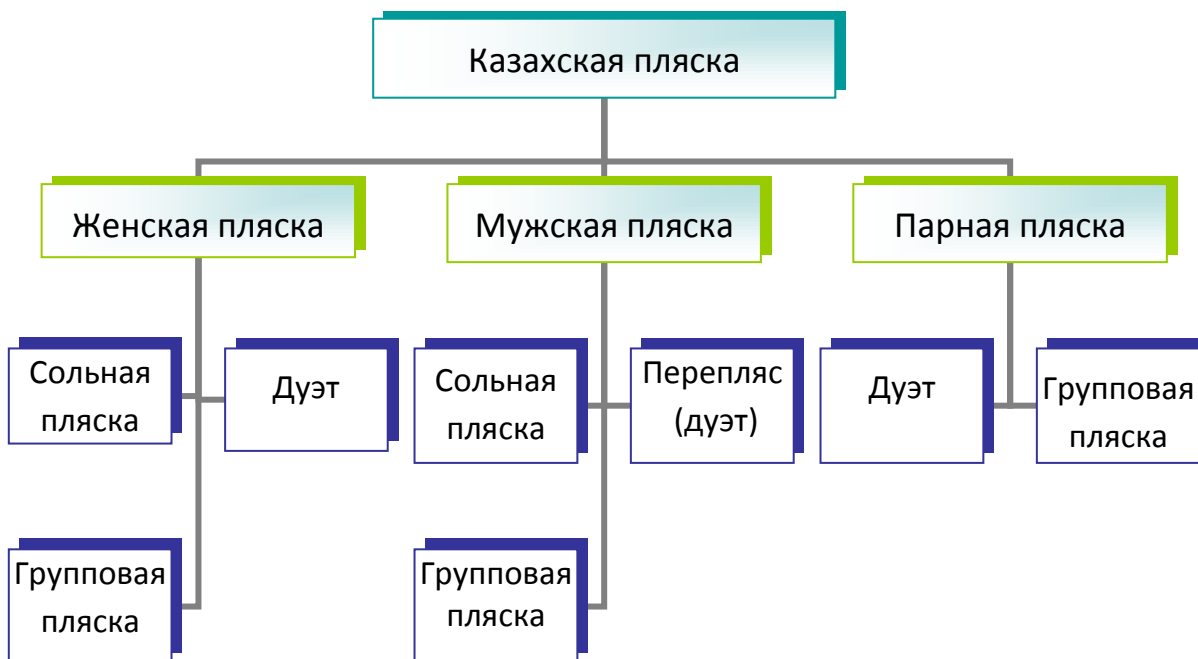 Казахская пляска
Женская пляска
Мужская пляска
Парная пляска
Сольная
пляска
Дуэт
Сольная
пляска
Перепляс
(дуэт)
Дуэт
Групповая
пляска
Групповая
пляска
Групповая
пляска